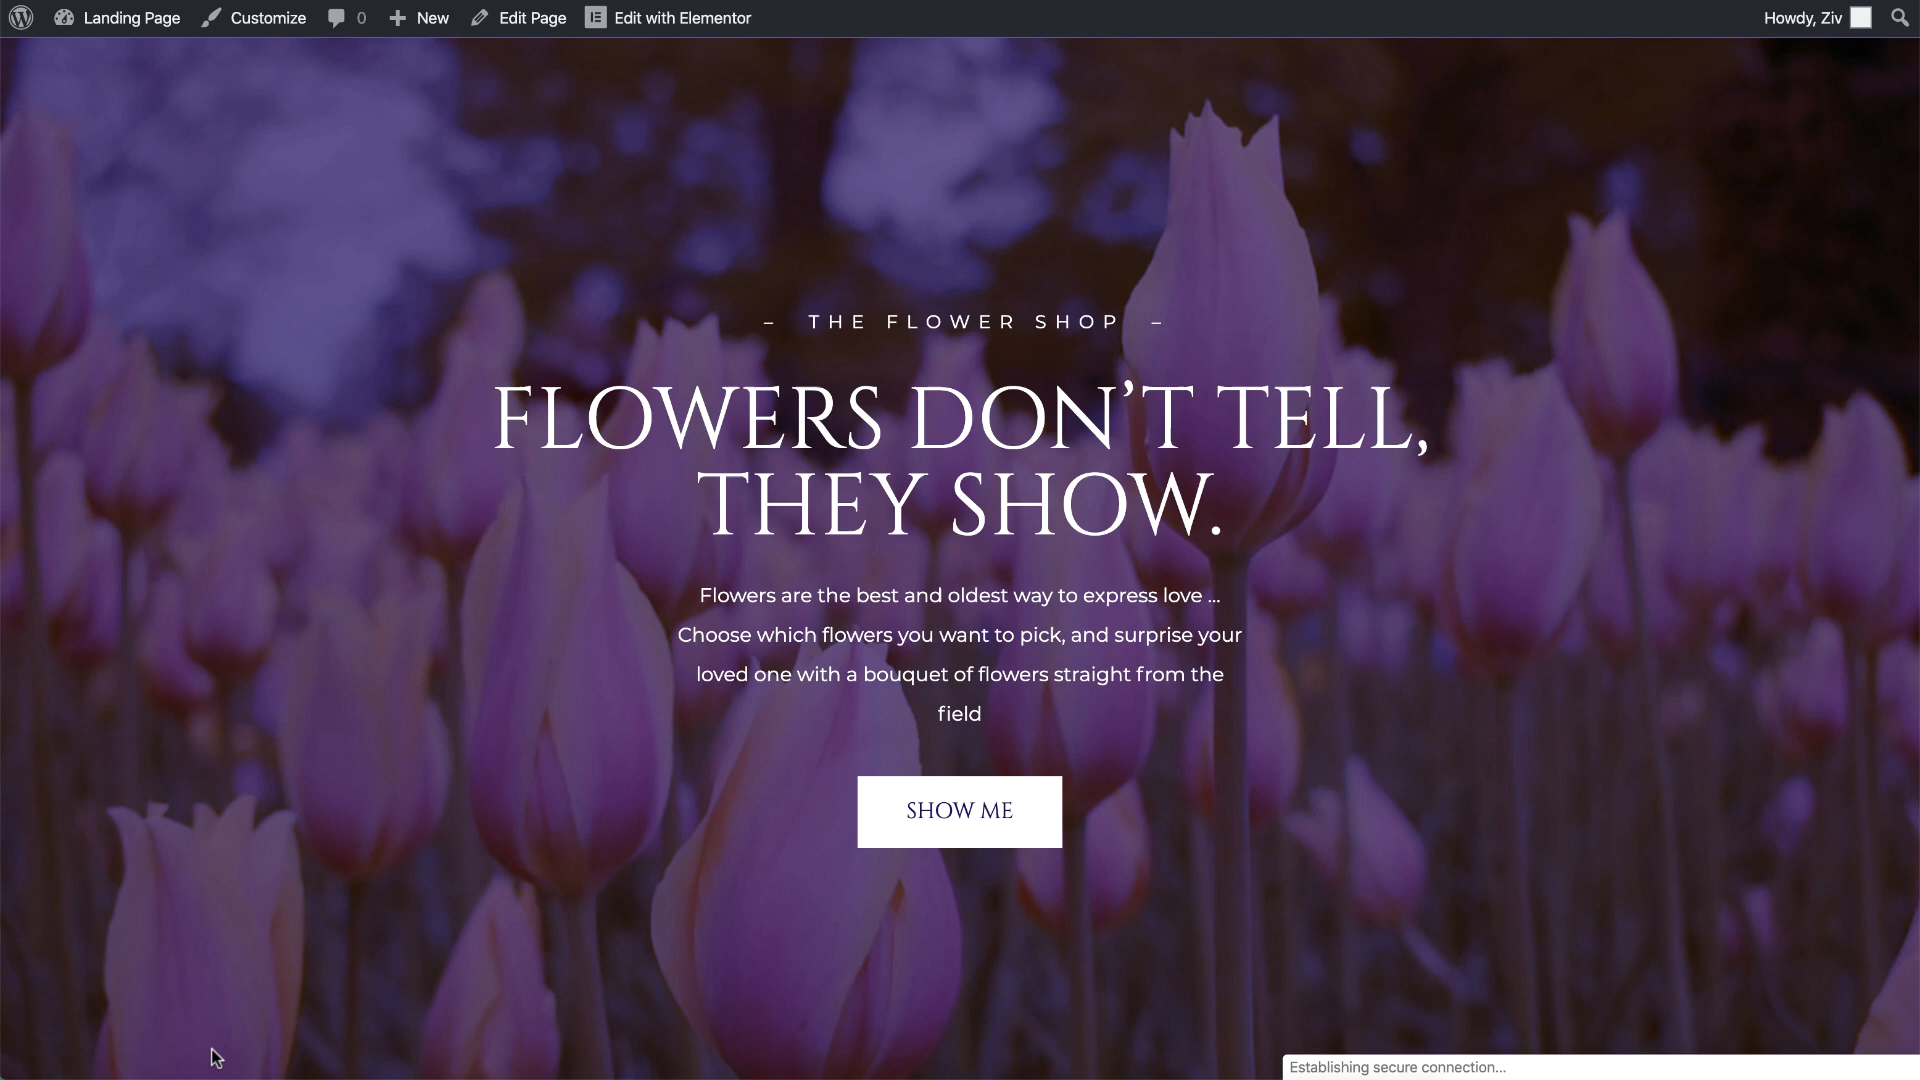 Landing Page Customize 0 New Edit Page Edit with Elementor Howdy, Ziv
– THE FLOWER SHOP –
FLOWERS DON’T TELL,
THEY SHOW.
Flowers are the best and oldest way to express love ...
Choose which flowers you want to pick, and surprise your
loved one with a bouquet of flowers straight from the
field
SHOW ME
Establishing secure connection...